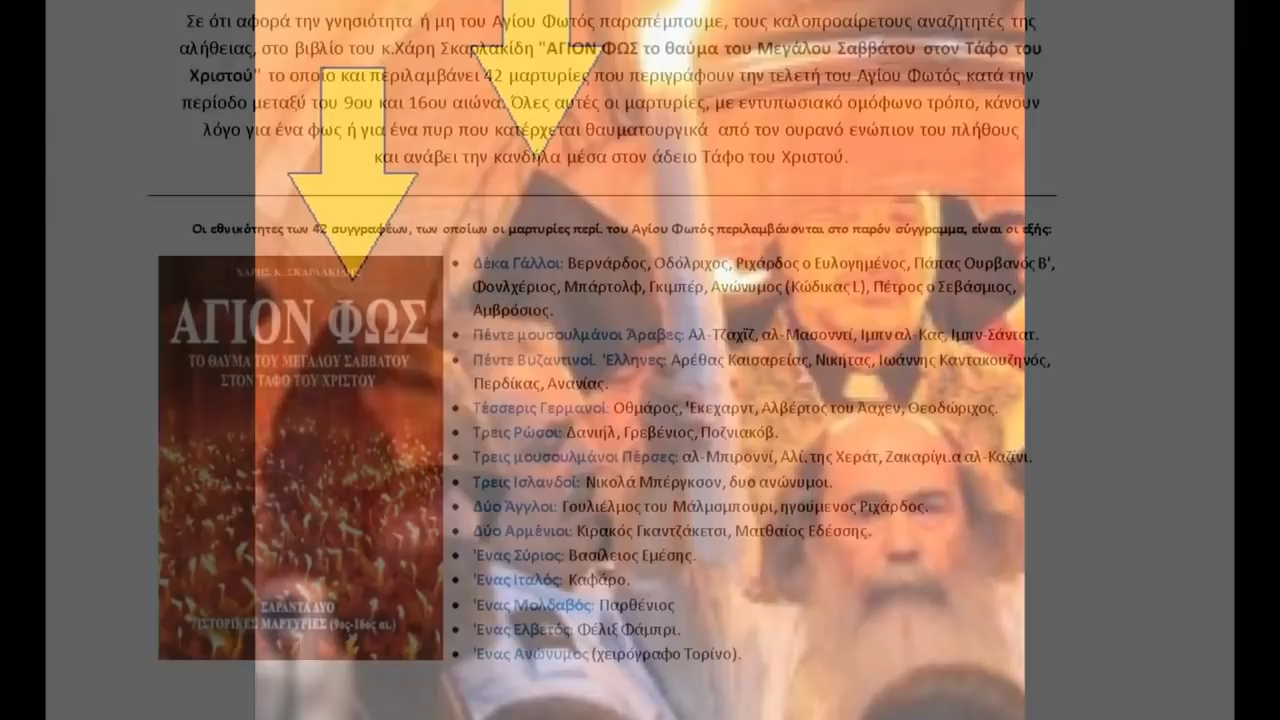 Σε ότι αφορά την γνησιότητα ή μη του Αγίου Φωτός παραπέμπουμε, τους καλοπροαίρετους αναζητητές της
αλήθειας, στο βιβλίο του κ.Χάρη Σκαρλακίδη "ΑΓΙΟΝ ΦΩΣ το θαύμα του Μεγάλου Σαββάτου στον Τάφο του
Χριστού" το οποίο και περιλαμβάνει 42 μαρτυρίες που περιγράφουν την τελετή του Αγίου Φωτός κατά την
περίοδο μεταξύ του 9ου και 16ου αιώνα. Όλες αυτές οι μαρτυρίες, με εντυπωσιακό ομόφωνο τρόπο, κάνουν
λόγο για ένα φως ή για ένα πυρ που κατέρχεται θαυματουργικά από τον ουρανό ενώπιον του πλήθους
και ανάβει την κανδήλα μέσα στον άδειο Τάφο του Χριστού.
Οι εθνικότητες των 42 συγγραφέων, των οποίων οι μαρτυρίες περί. του Αγίου Φωτός περιλαμβάνονται στο παρόν σύγγραμμα, είναι οι εξής:
ΧΑΡΗΣ Κ. ΣΚΑΡΛΑΚΙΔΗΣ
ΑΓΙΟΝ ΦΩΣ
ΤΟ ΘΑΥΜΑ ΤΟΥ ΜΕΓΑΛΟΥ ΣΑΒΒΑΤΟΥ
ΣΤΟΝ ΤΑΦΟ ΤΟΥ ΧΡΙΣΤΟΥ
ΣΑΡΑΝΤΑ ΔΥΟ
ΙΣΤΟΡΙΚΕΣ ΜΑΡΤΥΡΙΕΣ (9ος-16ος αι.)
• Δέκα Γάλλοι: Βερνάρδος, Οδόλριχος, Ριχάρδος ο Ευλογημένος, Πάπας Ουρβανός Β',
Φουλχέριος, Μπάρτολφ, Γκιμπέρ, Ανώνυμος (Κώδικας L), Πέτρος ο Σεβάσμιος,
Αμβρόσιος.
• Πέντε μουσουλμάνοι Άραβες: Αλ-Τζαχίζ, αλ-Μασουντί, Ιμπν αλ-Κας, Ιμπν-Σάντατ.
• Πέντε Βυζαντινοί. 'Ελληνες: Αρέθας Καισαρείας, Νικήτας, Ιωάννης Καντακουζηνός,
Περδίκας, Ανανίας.
• Τέσσερις Γερμανοί: Οθμάρος, 'Εκεχαρντ, Αλβέρτος του Άαχεν, Θεοδώριχος.
• Τρεις Ρώσοι: Δανιήλ, Γρεβένιος, Ποζνιακόβ.
• Τρεις μουσουλμάνοι Πέρσες: αλ-Μπιρουνί, Αλί.της Χεράτ, Ζακαρίγι.α αλ-Καζίνι.
• Τρεις Ισλανδοί: Νικολά Μπέργκσον, δυο ανώνυμοι.
• Δύο Άγγλοι: Γουλιέλμος του Μάλμσμπουρι, ηγούμενος Ριχάρδος.
• Δύο Αρμένιοι: Κιρακός Γκαντζάκετσι, Ματθαίος Εδέσσης.
• 'Ενας Σύριος: Βασίλειος Εμέσης.
• 'Ενας Ιταλός: Καφάρο.
• 'Ενας Μολδαβός: Παρθένιος
• 'Ενας Ελβετός: Φέλιξ Φάμπρι.
• 'Ενας Ανώνυμος (χειρόγραφο Τορίνο).